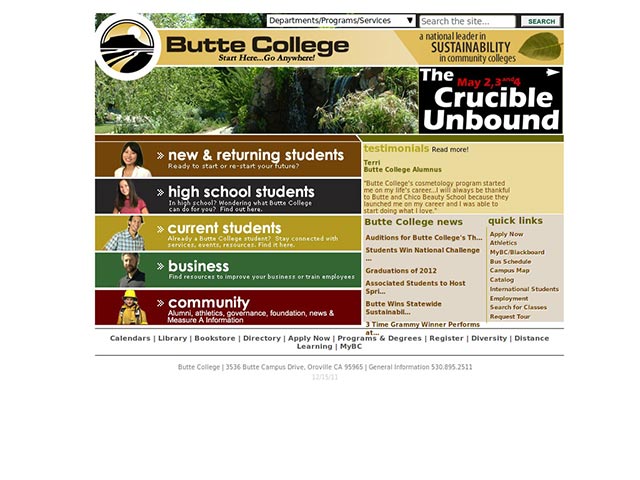 Departments/Programs/Services
Search the site...
SEARCH
Butte College
Start Here...Go Anywhere!
a national leader in
SUSTAINABILITY
in community colleges
The
May 2,3 and 4
Crucible
Unbound
» new & returning students
Ready to start or re-start your future?
» high school students
In high school? Wondering what Butte College
can do for you? Find out here.
» current students
Already a Butte College student? Stay connected with
services, events, resources. Find it here.
» business
Find resources to improve your business or train employees
» community
Alumni, athletics, governance, foundation, news &
Measure A Information
testimonials Read more!
Terri
Butte College Alumnus
"Butte College's cosmetology program started
me on my life's career...I will always be thankful
to Butte and Chico Beauty School because they
launched me on my career and I was able to
start doing what I love."
Butte College news
Auditions for Butte College's Th...
Students Win National Challenge
...
Graduations of 2012
Associated Students to Host
Spri...
Butte Wins Statewide
Sustainabili...
3 Time Grammy Winner Performs
at...
quick links
Apply Now
Athletics
MyBC/Blackboard
Bus Schedule
Campus Map
Catalog
International Students
Employment
Search for Classes
Request Tour
Calendars | Library | Bookstore | Directory | Apply Now | Programs & Degrees | Register | Diversity | Distance
Learning | MyBC
Butte College | 3536 Butte Campus Drive, Oroville CA 95965 | General Information 530.895.2511
12/15/11